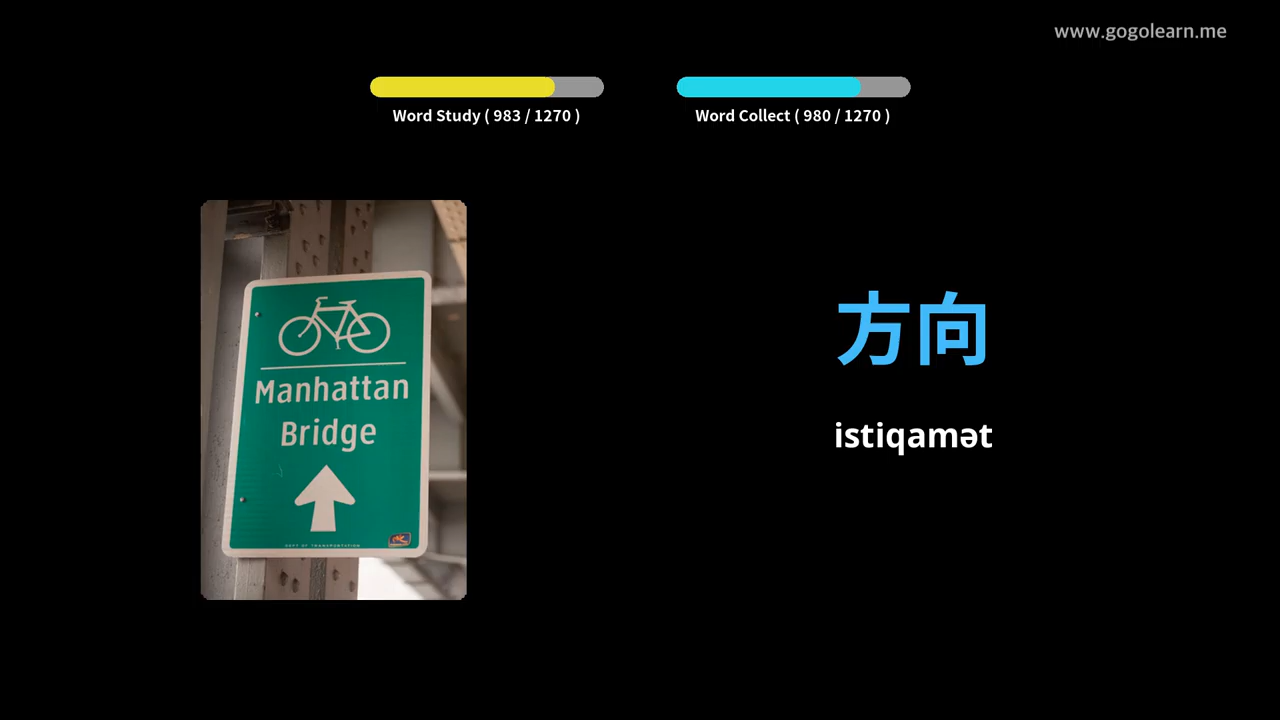 www.gogolearn.me
Word Study ( 983 / 1270 )
Word Collect ( 980 / 1270 )
Manhattan
Bridge
方向
istiqamət